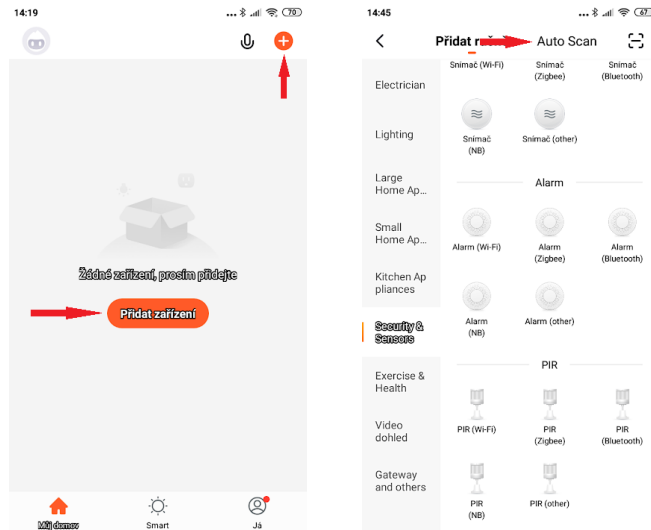 14:19
70
Žádné zařízení, prosím přidejte
Přidat zařízení
Můj domov
Smart
Já
14:45
67
Přidat
Auto Scan
Electrician
Lighting
Large
Home Ap...
Small
Home Ap...
Kitchen Ap
pliances
Security &
Sensors
Exercise &
Health
Video
dohled
Gateway
and others
Snímač (Wi-Fi)
Snímač
(Zigbee)
Snímač
(Bluetooth)
Snímač
(NB)
Snímač (other)
Alarm
Alarm (Wi-Fi)
Alarm
(Zigbee)
Alarm
(Bluetooth)
Alarm
(NB)
Alarm (other)
PIR
PIR (Wi-Fi)
PIR
(Zigbee)
PIR
(Bluetooth)
PIR
(NB)
PIR (other)